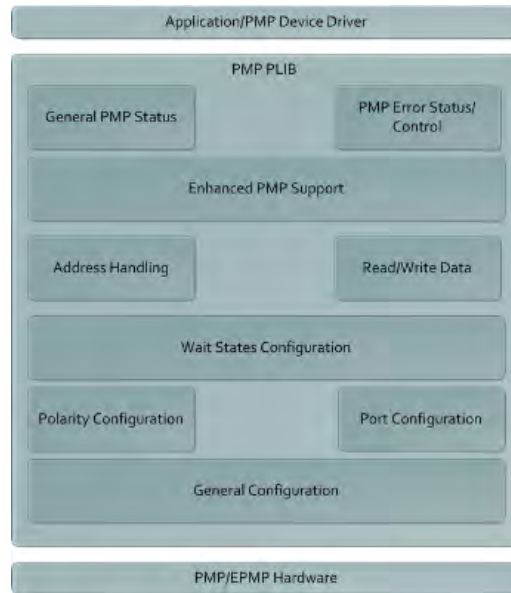 Application/PMP Device Driver
PMP PLIB
General PMP Status
PMP Error Status/
Control
Enhanced PMP Support
Address Handling
Read/Write Data
Wait States Configuration
Polarity Configuration
Port Configuration
General Configuration
PMP/EPMP Hardware